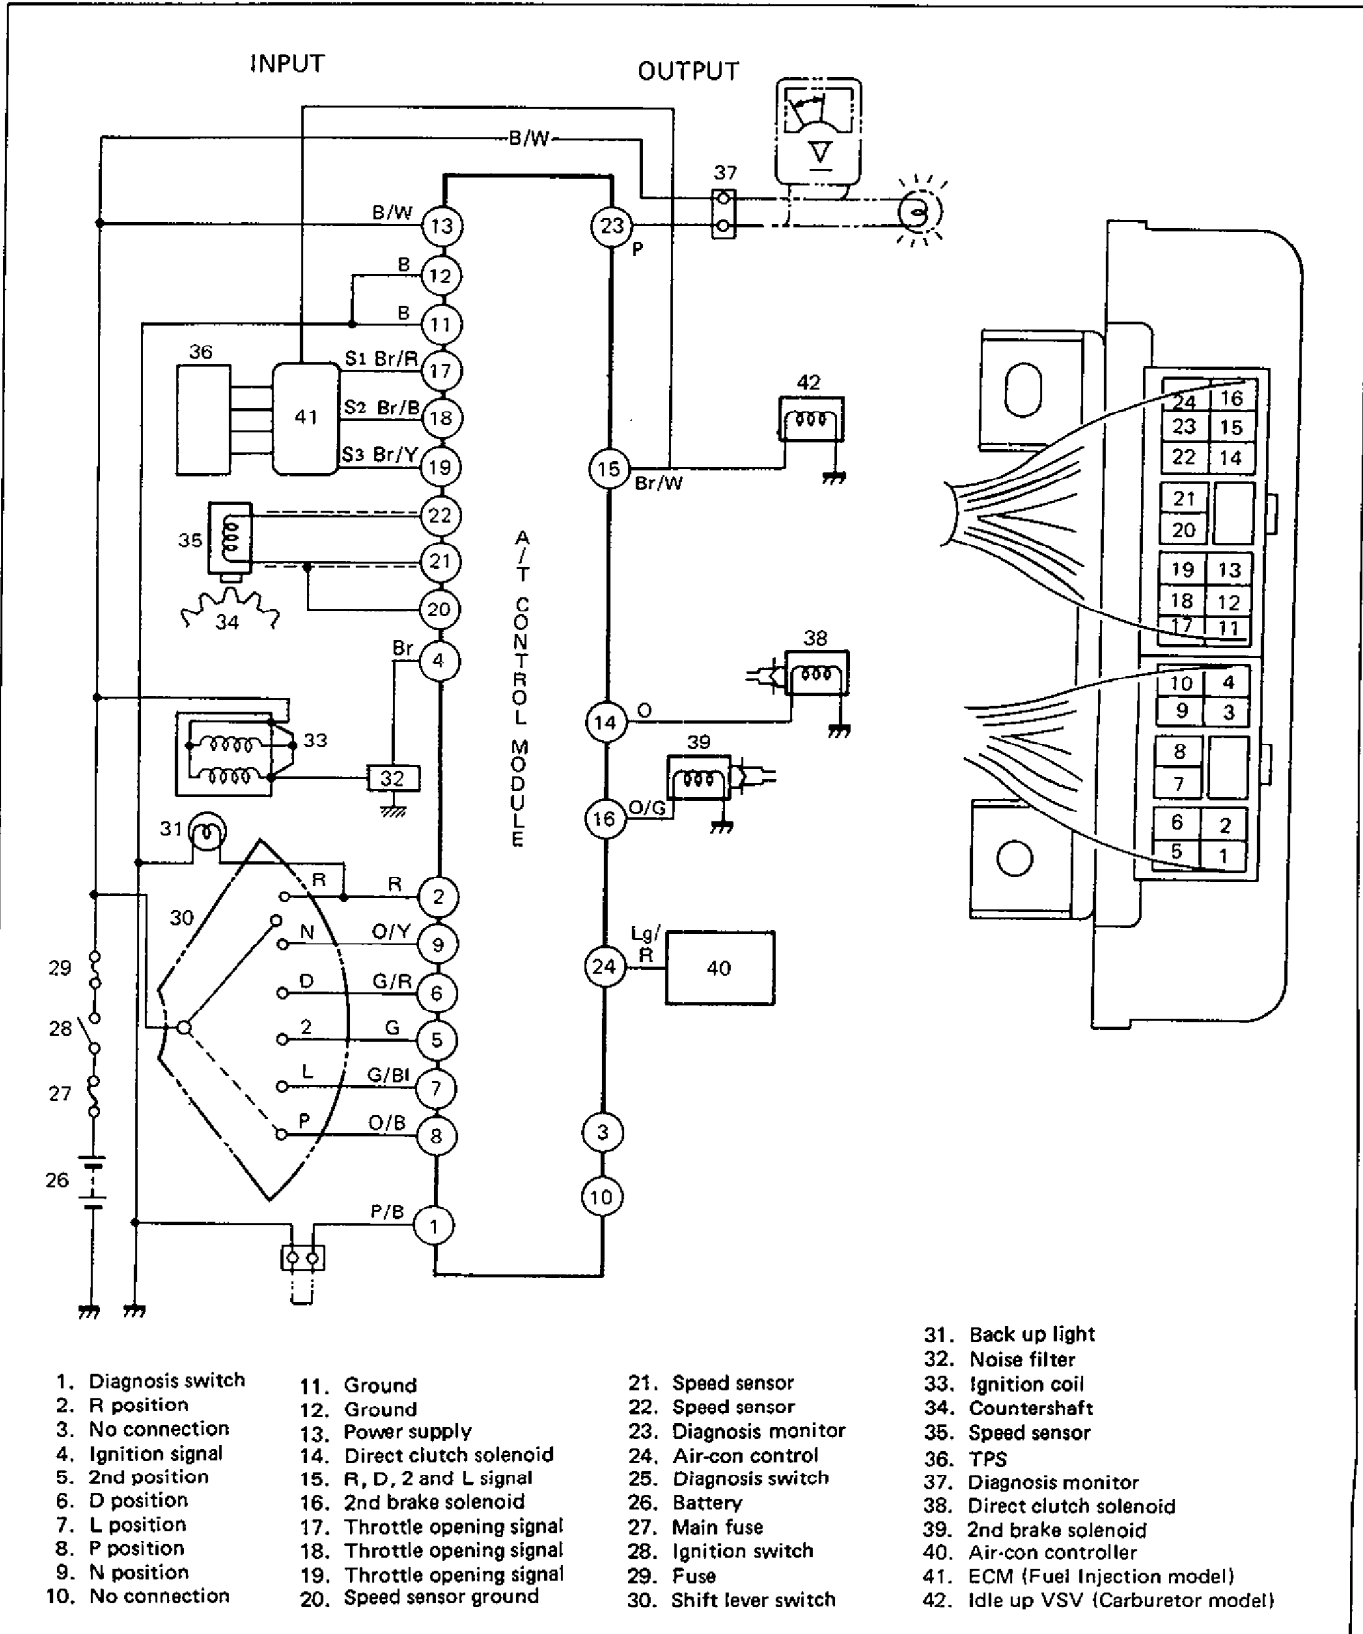 INPUT
OUTPUT
B/W
37
B/W
13
23
P
B
12
B
11
36
S1 Br/R
17
42
41
S2 Br/B
18
S3 Br/Y
19
15
Br/W
22
35
21
34
20
Br
4
A/T CONTROL MODULE
38
14
O
33
39
32
31
16
O/G
R
R
2
30
N
O/Y
9
Lg/
R
24
40
29
D
G/R
6
28
2
G
5
27
L
G/Bl
7
P
O/B
8
3
26
10
P/B
1
24 16
23 15
22 14
21
20
19 13
18 12
17 11
10 4
9 3
8
7
6 2
5 1
1. Diagnosis switch
2. R position
3. No connection
4. Ignition signal
5. 2nd position
6. D position
7. L position
8. P position
9. N position
10. No connection
11. Ground
12. Ground
13. Power supply
14. Direct clutch solenoid
15. R, D, 2 and L signal
16. 2nd brake solenoid
17. Throttle opening signal
18. Throttle opening signal
19. Throttle opening signal
20. Speed sensor ground
21. Speed sensor
22. Speed sensor
23. Diagnosis monitor
24. Air-con control
25. Diagnosis switch
26. Battery
27. Main fuse
28. Ignition switch
29. Fuse
30. Shift lever switch
31. Back up light
32. Noise filter
33. Ignition coil
34. Countershaft
35. Speed sensor
36. TPS
37. Diagnosis monitor
38. Direct clutch solenoid
39. 2nd brake solenoid
40. Air-con controller
41. ECM (Fuel Injection model)
42. Idle up VSV (Carburetor model)